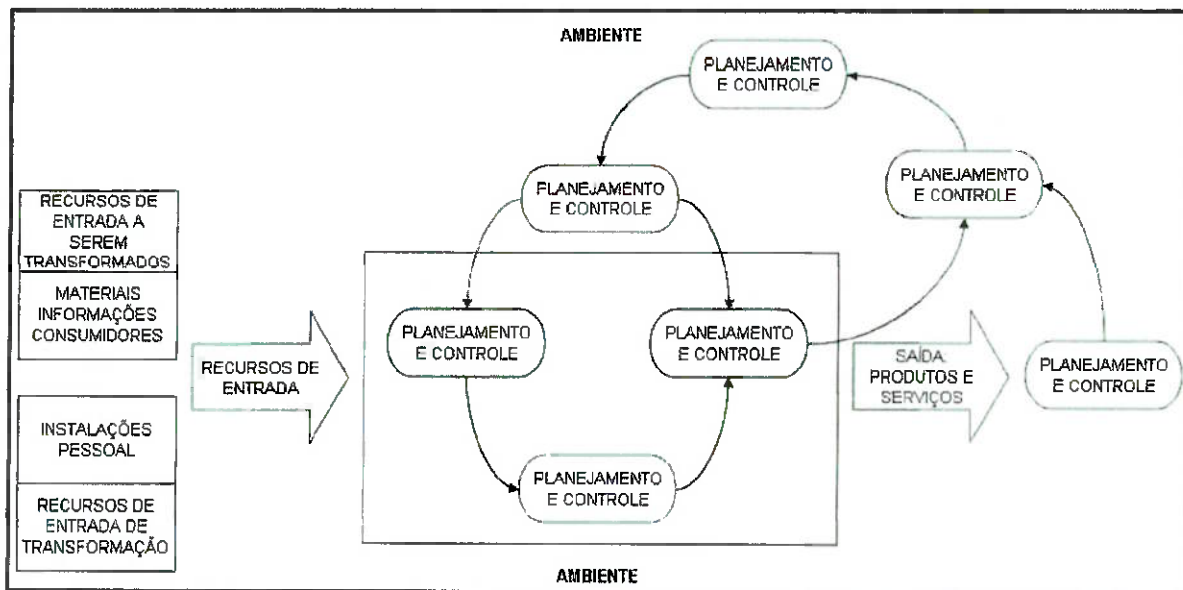 AMBIENTE
PLANEJAMENTO
E CONTROLE
PLANEJAMENTO
E CONTROLE
PLANEJAMENTO
E CONTROLE
RECURSOS DE
ENTRADA A
SEREM
TRANSFORMADOS
MATERIAIS
INFORMAÇÕES
CONSUMIDORES
INSTALAÇÕES
PESSOAL
RECURSOS DE
ENTRADA DE
TRANSFORMAÇÃO
RECURSOS DE
ENTRADA
PLANEJAMENTO
E CONTROLE
PLANEJAMENTO
E CONTROLE
PLANEJAMENTO
E CONTROLE
SAÍDA:
PRODUTOS E
SERVIÇOS
PLANEJAMENTO
E CONTROLE
AMBIENTE